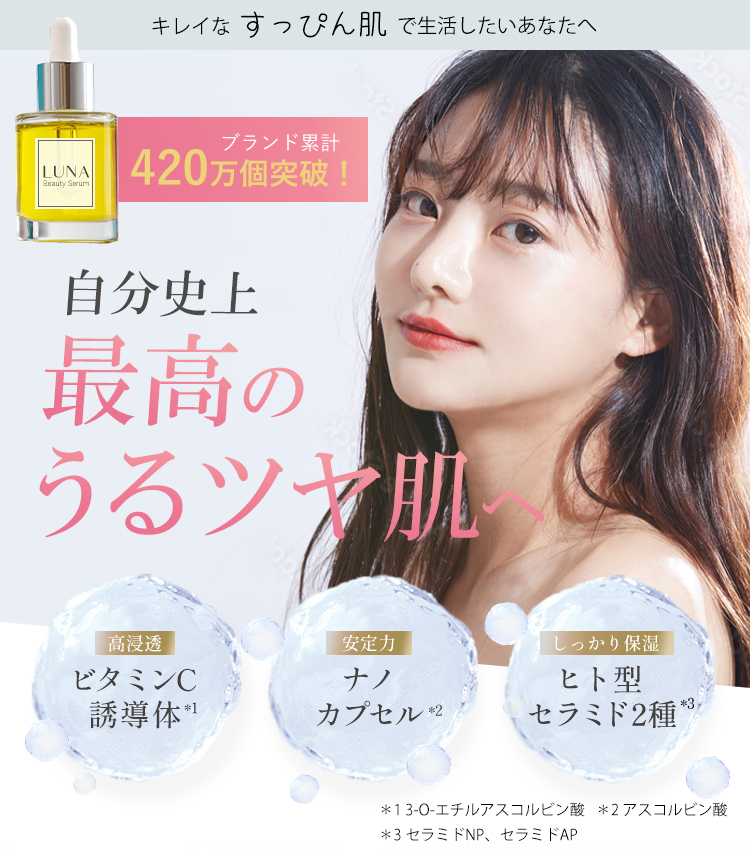 キレイな すっぴん肌 で生活したいあなたへ
LUNA
Beauty Serum
ブランド累計
420万個突破！
自分史上
最高の
うるツヤ肌へ
高浸透
ビタミンC
誘導体*1
安定力
ナノ
カプセル*2
しっかり保湿
ヒト型
セラミド2種*3
＊1 3-O-エチルアスコルビン酸 ＊2 アスコルビン酸
＊3 セラミドNP、セラミドAP